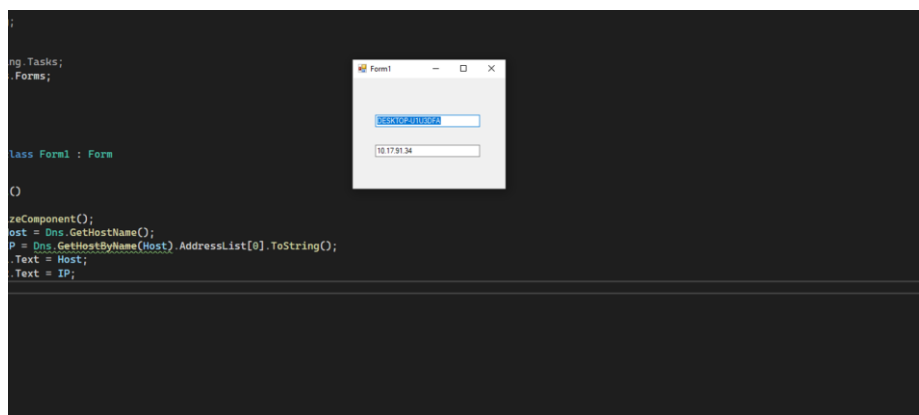 ;
ng.Tasks;
.Forms;
lass Form1 : Form
()
zeComponent();
ost = Dns.GetHostName();
P = Dns.GetHostByName(Host).AddressList[0].ToString();
.Text = Host;
.Text = IP;
Form1
DESKTOP-U1U3DFA
10.17.91.34